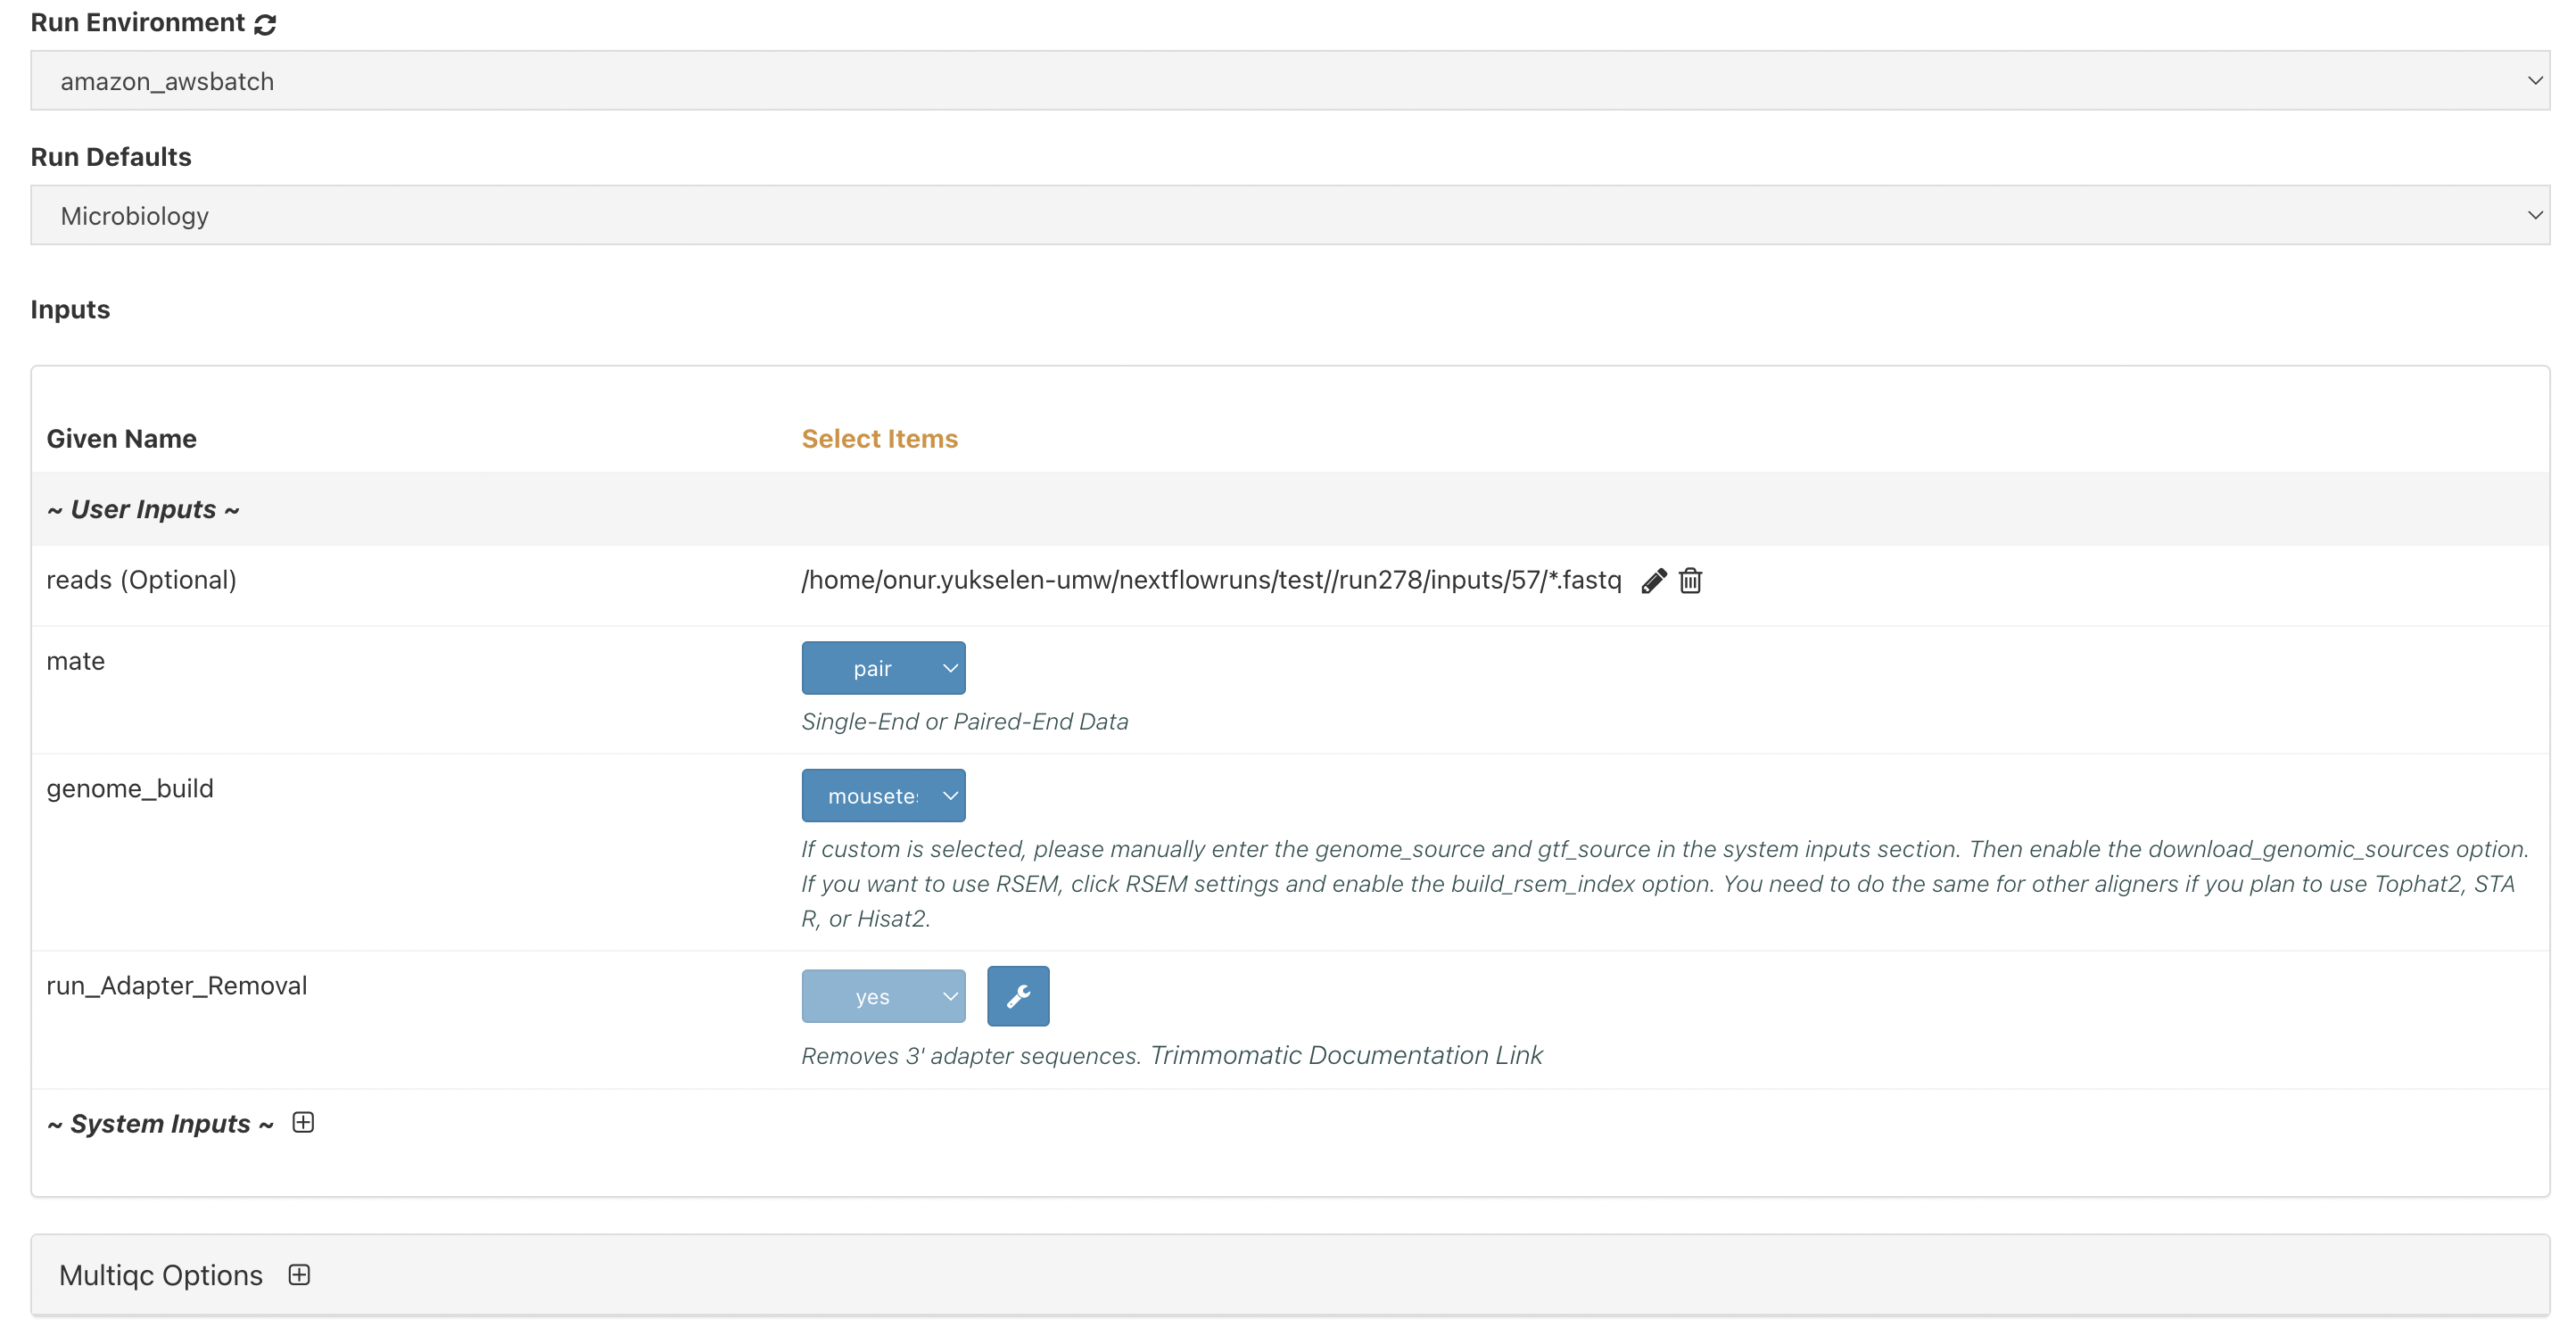 Run Environment
amazon_awsbatch
Run Defaults
Microbiology
Inputs
Given Name Select Items
~ User Inputs ~
reads (Optional) /home/onur.yukselen-umw/nextflowruns/test//run278/inputs/57/*.fastq
mate pair
Single-End or Paired-End Data
genome_build mousete
If custom is selected, please manually enter the genome_source and gtf_source in the system inputs section. Then enable the download_genomic_sources option.
If you want to use RSEM, click RSEM settings and enable the build_rsem_index option. You need to do the same for other aligners if you plan to use Tophat2, STA
R, or Hisat2.
run_Adapter_Removal yes
Removes 3' adapter sequences. Trimmomatic Documentation Link
~ System Inputs ~
Multiqc Options